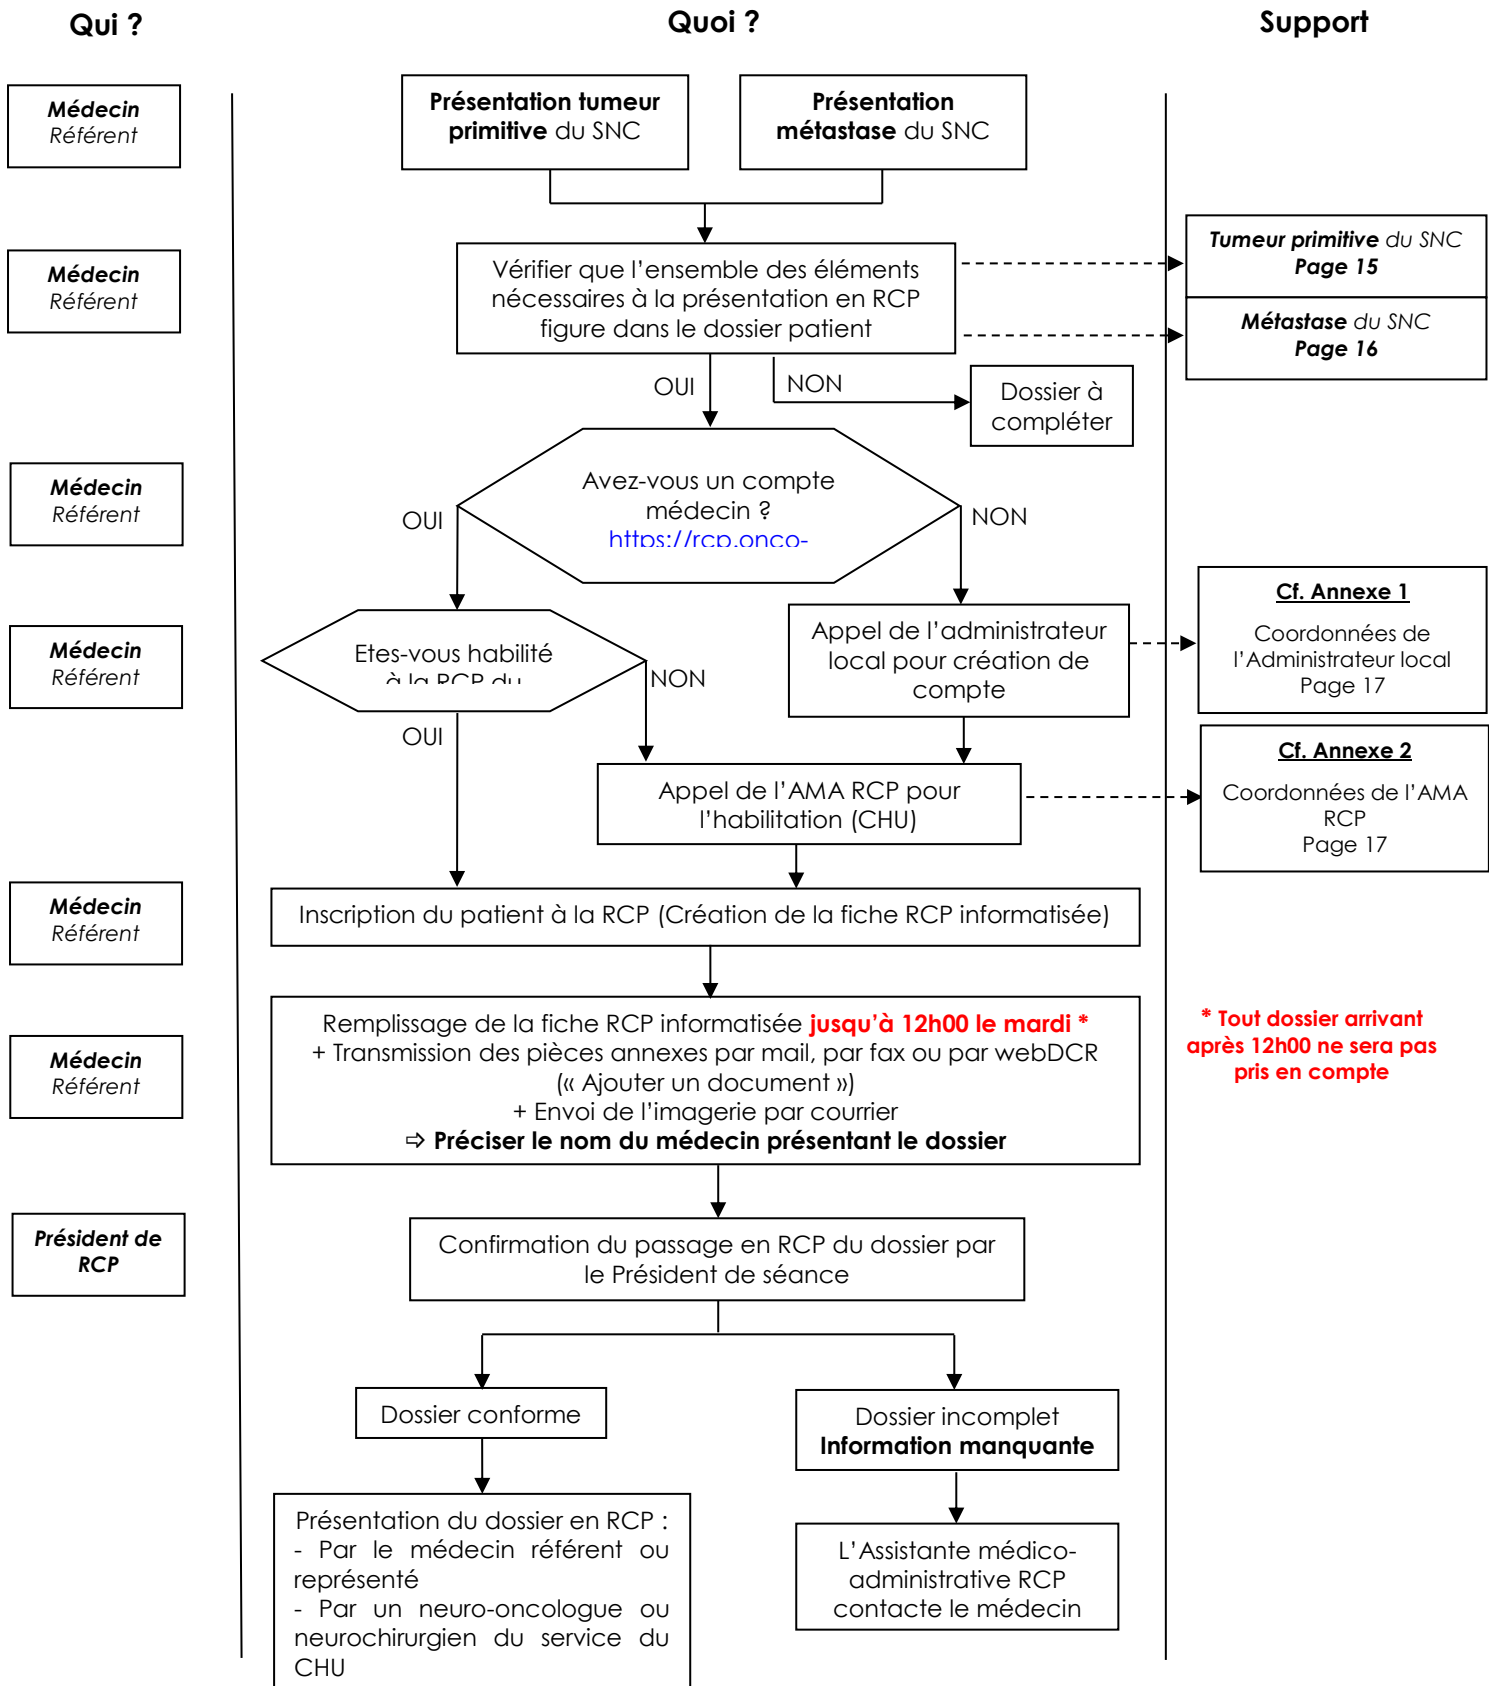 Qui ?
Quoi ?
Support
Médecin
Référent
Présentation tumeur
primitive du SNC
Présentation
métastase du SNC
Médecin
Référent
Vérifier que l’ensemble des éléments
nécessaires à la présentation en RCP
figure dans le dossier patient
Tumeur primitive du SNC
Page 15
Métastase du SNC
Page 16
OUI
NON
Dossier à
compléter
Médecin
Référent
Avez-vous un compte
médecin ?
https://rcp.onco-
OUI
NON
Médecin
Référent
Etes-vous habilité
à la RCP du
NON
OUI
Appel de l’administrateur
local pour création de
compte
Cf. Annexe 1
Coordonnées de
l’Administrateur local
Page 17
Appel de l’AMA RCP pour
l’habilitation (CHU)
Cf. Annexe 2
Coordonnées de l’AMA
RCP
Page 17
Médecin
Référent
Inscription du patient à la RCP (Création de la fiche RCP informatisée)
Médecin
Référent
Remplissage de la fiche RCP informatisée jusqu’à 12h00 le mardi *
+ Transmission des pièces annexes par mail, par fax ou par webDCR
(« Ajouter un document »)
+ Envoi de l’imagerie par courrier
⇨ Préciser le nom du médecin présentant le dossier
* Tout dossier arrivant
après 12h00 ne sera pas
pris en compte
Président de
RCP
Confirmation du passage en RCP du dossier par
le Président de séance
Dossier conforme
Dossier incomplet
Information manquante
Présentation du dossier en RCP :
- Par le médecin référent ou
représenté
- Par un neuro-oncologue ou
neurochirurgien du service du
CHU
L’Assistante médico-
administrative RCP
contacte le médecin